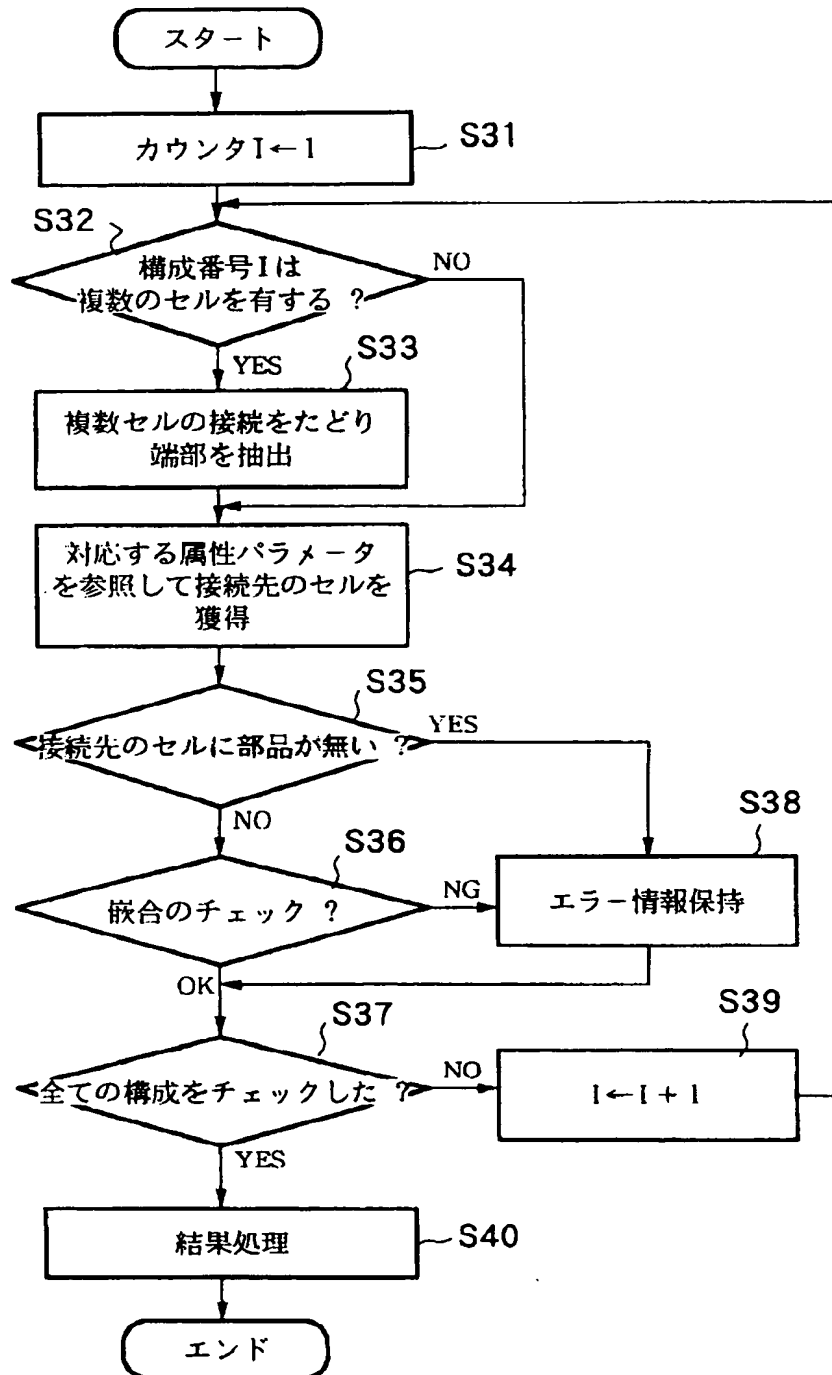 スタート
カウンタI←1
S31
S32
構成番号Iは
複数のセルを有する ?
NO
YES
S33
複数セルの接続をたどり
端部を抽出
対応する属性パラメータ
を参照して接続先のセルを
獲得
S34
S35
接続先のセルに部品が無い ?
YES
NO
S36
嵌合のチェック ?
NG
S38
エラー情報保持
OK
S37
全ての構成をチェックした ?
NO
S39
I←I+1
YES
結果処理
S40
エンド